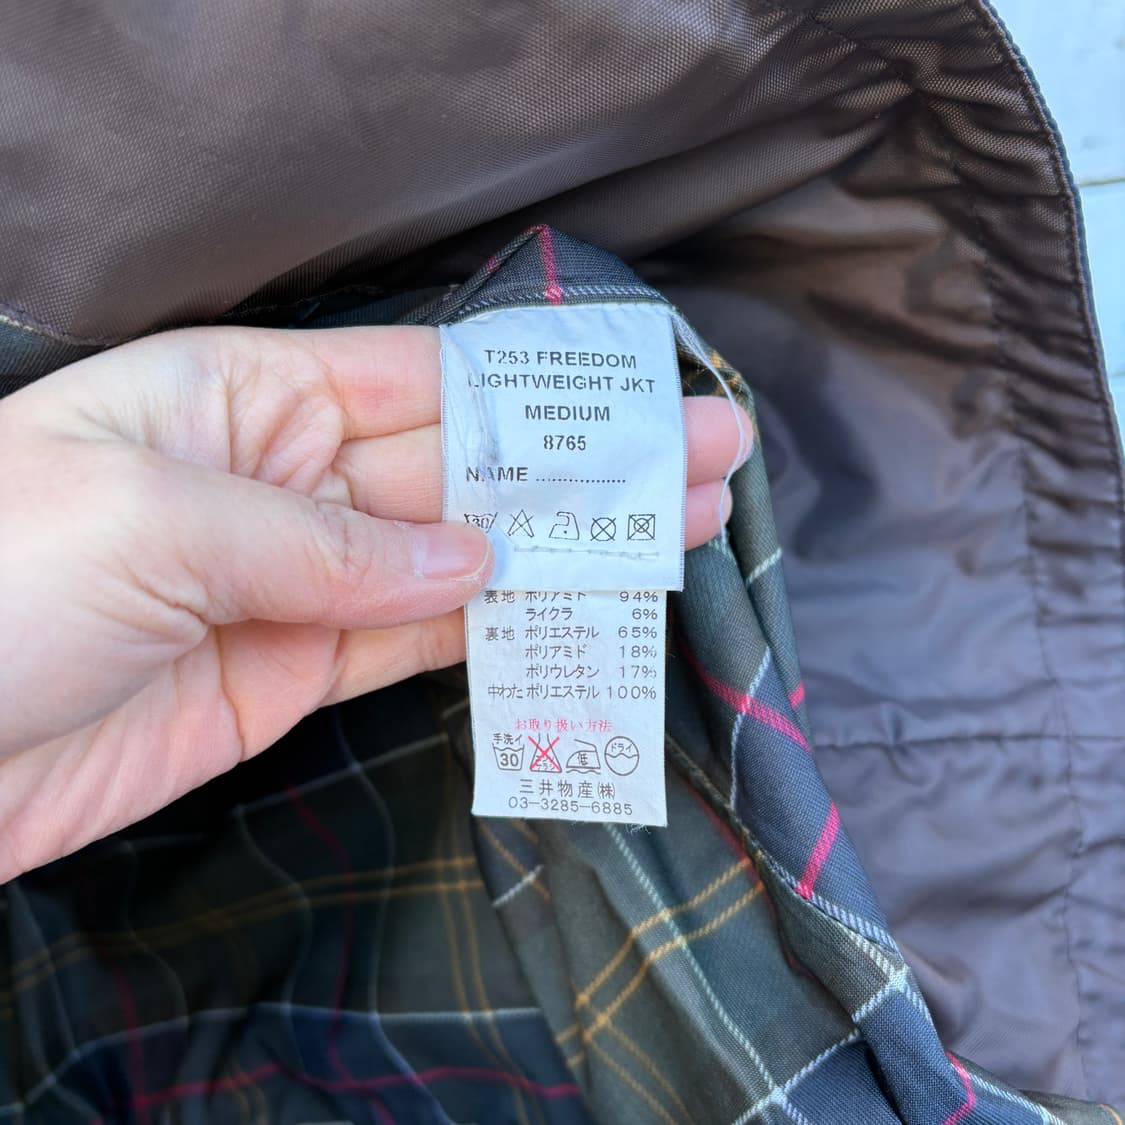 T253 FREEDOM
LIGHTWEIGHT JKT
MEDIUM
8765
NAME .................
30
表地 ポリアミド 94%
ライクラ 6%
裏地 ポリエステル 65%
ポリアミド 18%
ポリウレタン 17%
中わた ポリエステル 100%
お取り扱い方法
手洗イ 30 低 ドライ
三井物産(株)
03-3285-6885